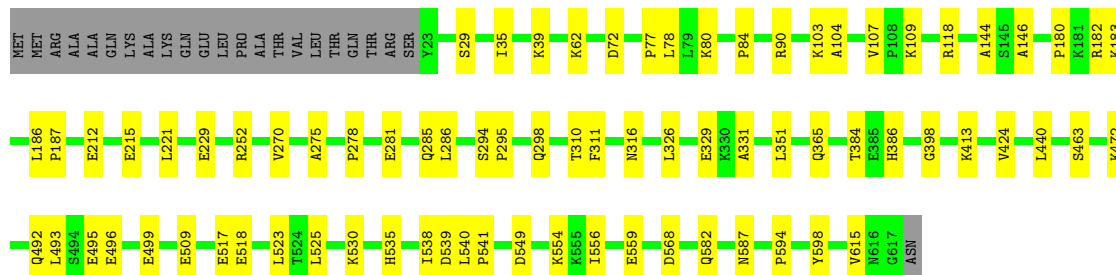 MET MET ARG ALA ALA GLN LYS ALA LYS GLN GLU LEU PRO ALA THR VAL LEU THR GLN THR ARG SER Y23 S29 I35 K39 K62 D72 P77 L78 L79 K80 P84 R90 K103 A104 V107 P108 K109 R118 A144 S145 A146 P180 K181 R182
L186 P187 E212 E215 L221 E229 R252 V270 A275 P278 E281 Q285 L286 S294 P295 Q298 T310 F311 N316 L326 E329 K330 A331 L351 Q365 T384 E385 H386 G398 K413 V424 L440 S463
Q492 L493 S494 E495 E496 E499 E509 E517 E518 L523 T524 L525 K530 H535 I538 D539 L540 P541 D549 K554 K555 I556 E559 D568 Q582 N587 P594 Y598 V615 N616 G617 ASN